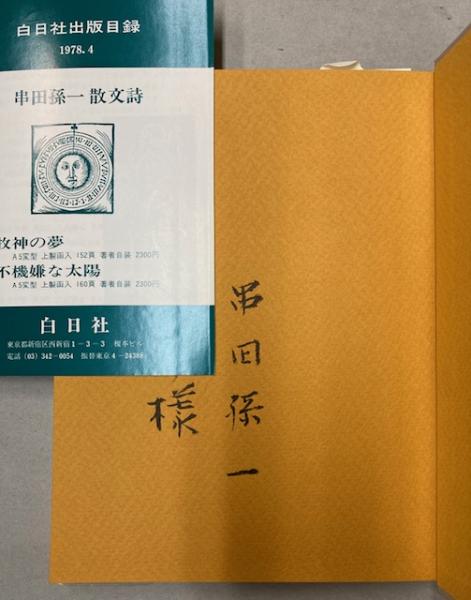 白日社出版目録
1978.4
串田孫一散文詩
牧神の夢
A5変型 上製函入 152頁 著者自装 2300円
不機嫌な太陽
A5変型 上製函入 160頁 著者自装 2300円
白日社
東京都新宿区西新宿1-3-3 榎本ビル
電話(03)342-0054 振替東京4-24388
串田孫一
様